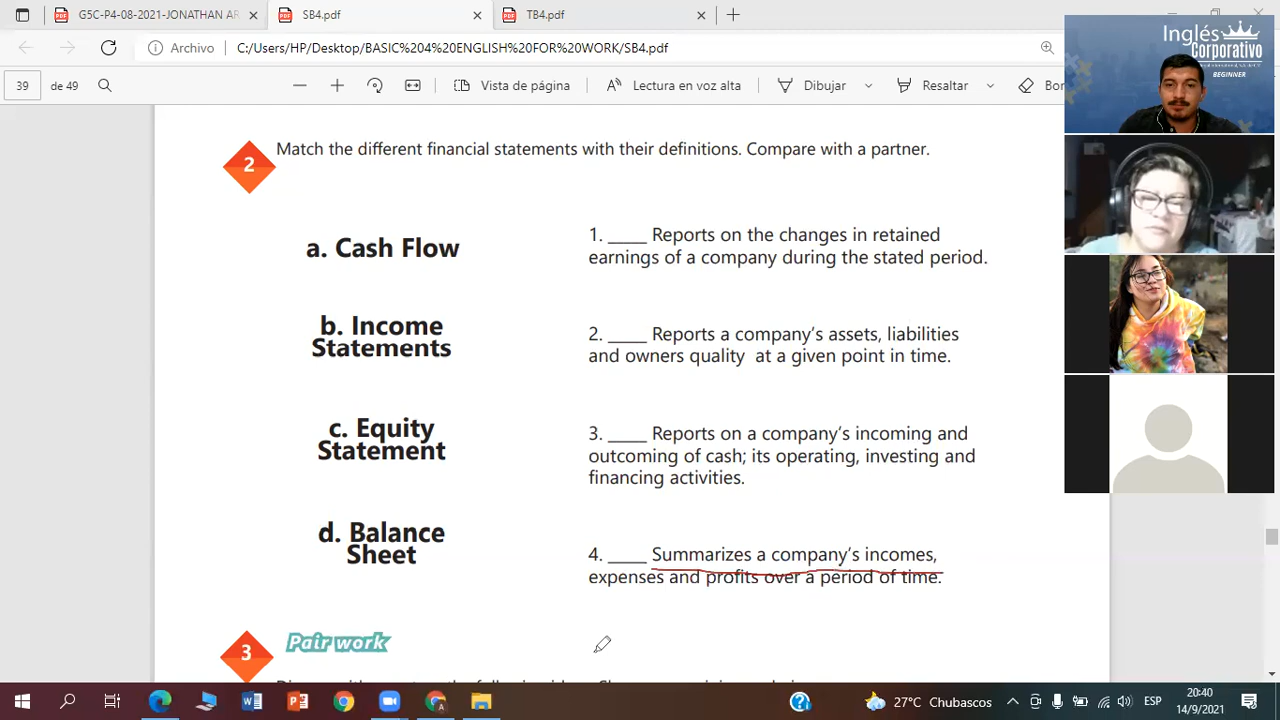 G5C-P4-08-2021-JONATHAN AR
SB4.pdf
TB4.pdf
Archivo
C:/Users/HP/Desktop/BASIC%204%20ENGLISH%20FOR%20WORK/SB4.pdf
39
de 49
Vista de página
Lectura en voz alta
Dibujar
Resaltar
Bor
2
Match the different financial statements with their definitions. Compare with a partner.
a. Cash Flow
b. Income
Statements
c. Equity
Statement
d. Balance
Sheet
1. ____ Reports on the changes in retained
earnings of a company during the stated period.
2. ____ Reports a company's assets, liabilities
and owners quality at a given point in time.
3. ____ Reports on a company's incoming and
outcoming of cash; its operating, investing and
financing activities.
4. ____ Summarizes a company's incomes,
expenses and profits over a period of time.
3
Pair work
Inglés
Corporativo
BEGINNER
27°C Chubascos
ESP
20:40
14/9/2021